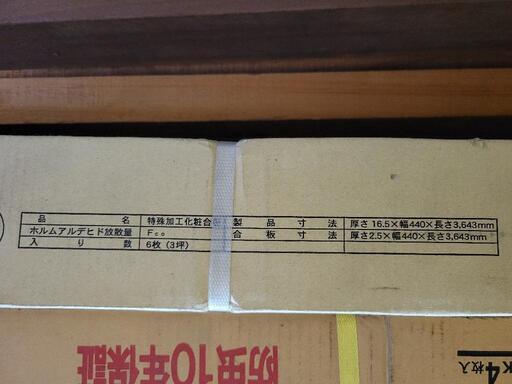 品 名 特殊加工化粧合 製品寸法 厚さ16.5×幅440×長さ3,643mm
ホルムアルデヒド放散量 F☆☆ 合板寸法 厚さ2.5×幅440×長さ3,643mm
入り数 6枚(3坪)
防虫10年保証
K4
枚入